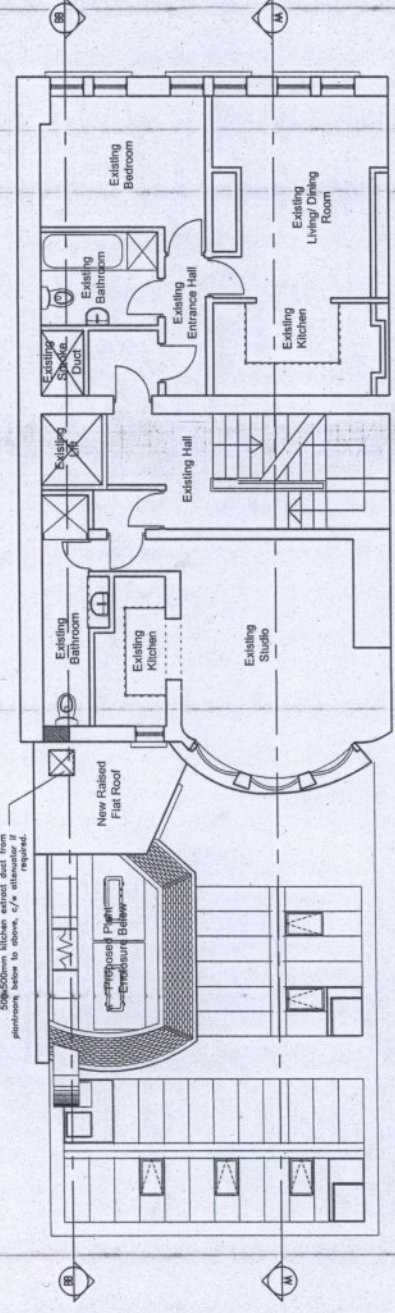 BB
W
Existing
Bedroom
Existing
Living/ Dining
Room
Existing
Bathroom
Existing
Entrance Hall
Existing
Kitchen
Existing
Smoke
Duct
Existing
Lift
Existing Hall
Existing
Bathroom
Existing
Kitchen
Existing
Studio
500x500mm kitchen extract duct from
plantroom below to above, c/w attenuator if
required.
New Raised
Flat Roof
Proposed Plant
Enclosure Below
BB
W